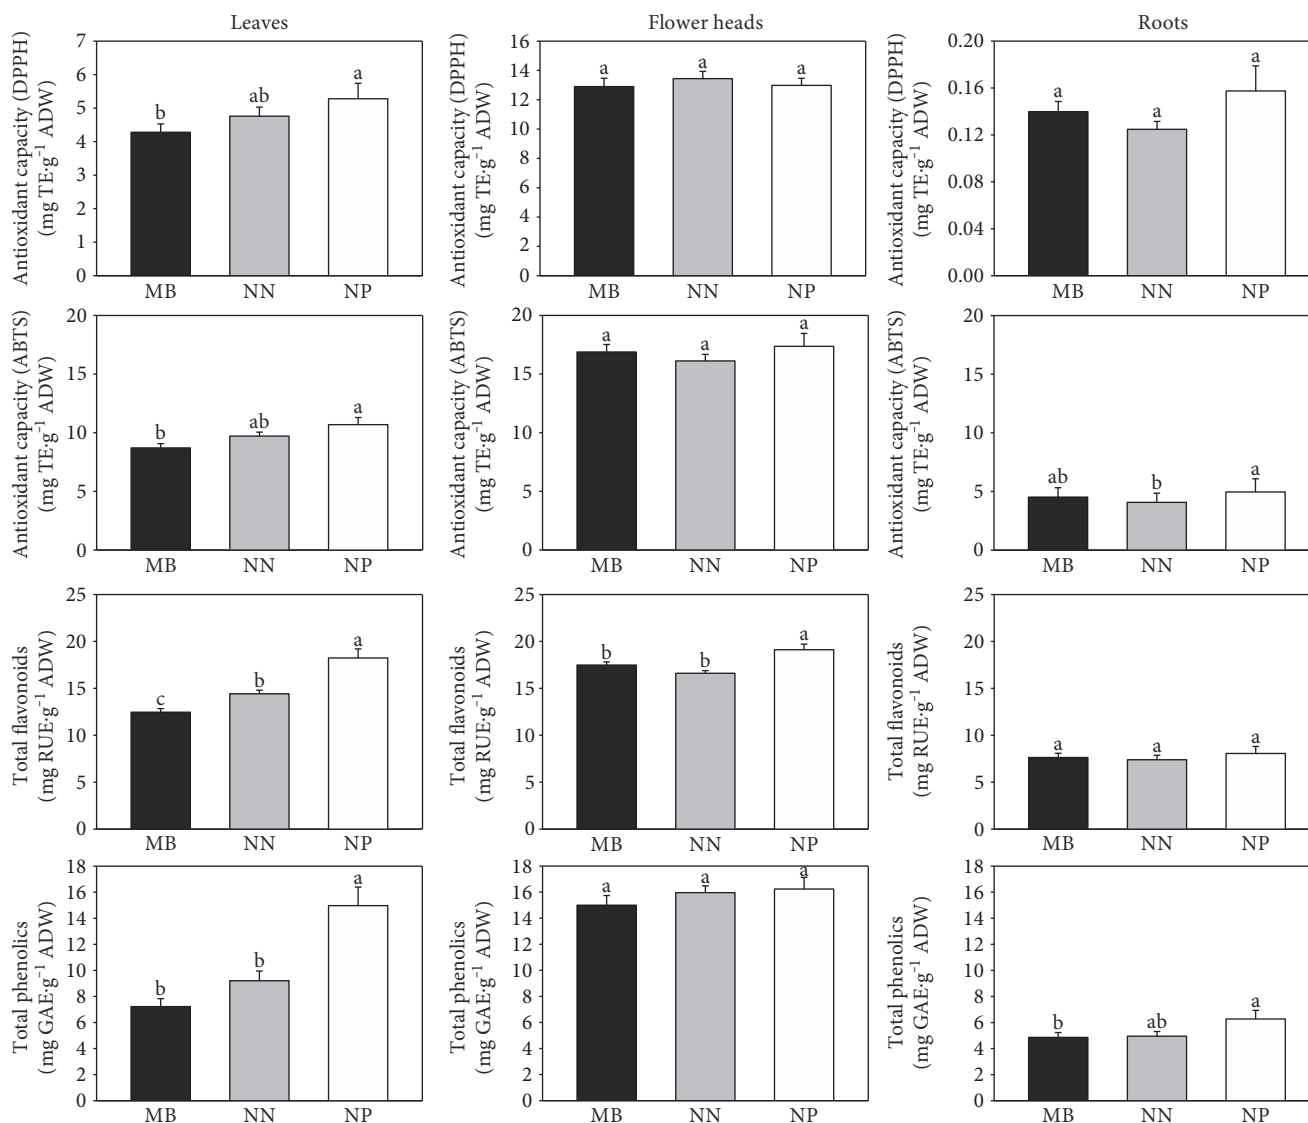 Leaves
Flower heads
Roots
Antioxidant capacity (DPPH)
(mg TE·g⁻¹ ADW)
7
6
5
4
3
2
1
0
b
ab
a
MB NN NP
Antioxidant capacity (DPPH)
(mg TE·g⁻¹ ADW)
16
14
12
10
8
6
4
2
0
a
a
a
MB NN NP
Antioxidant capacity (DPPH)
(mg TE·g⁻¹ ADW)
0.20
0.16
0.12
0.08
0.04
0.00
a
a
a
MB NN NP
Antioxidant capacity (ABTS)
(mg TE·g⁻¹ ADW)
20
15
10
5
0
b
ab
a
MB NN NP
Antioxidant capacity (ABTS)
(mg TE·g⁻¹ ADW)
20
15
10
5
0
a
a
a
MB NN NP
Antioxidant capacity (ABTS)
(mg TE·g⁻¹ ADW)
20
15
10
5
0
ab
b
a
MB NN NP
Total flavonoids
(mg RUE·g⁻¹ ADW)
25
20
15
10
5
0
c
b
a
MB NN NP
Total flavonoids
(mg RUE·g⁻¹ ADW)
25
20
15
10
5
0
b
b
a
MB NN NP
Total flavonoids
(mg RUE·g⁻¹ ADW)
25
20
15
10
5
0
a
a
a
MB NN NP
Total phenolics
(mg GAE·g⁻¹ ADW)
18
16
14
12
10
8
6
4
2
0
b
b
a
MB NN NP
Total phenolics
(mg GAE·g⁻¹ ADW)
18
16
14
12
10
8
6
4
2
0
a
a
a
MB NN NP
Total phenolics
(mg GAE·g⁻¹ ADW)
18
16
14
12
10
8
6
4
2
0
b
ab
a
MB NN NP